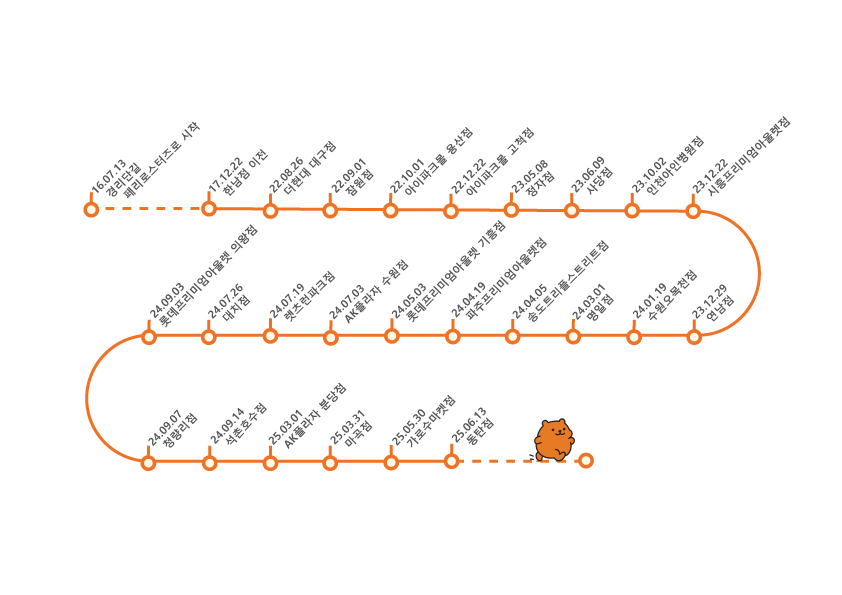 16.07.13
경리단길
페리로스터즈로 시작
17.12.22
한남점 이전
22.08.26
더현대 대구점
22.09.01
잠원점
22.10.01
아이파크몰 용산점
22.12.22
아이파크몰 고척점
23.05.08
장지점
23.06.09
사당점
23.10.02
인천아인병원점
23.12.22
시흥프리미엄아울렛점
23.12.29
연남점
24.01.19
수원오목천점
24.03.01
명일점
24.04.05
송도트리플스트리트점
24.04.19
파주프리미엄아울렛점
24.05.03
롯데프리미엄아울렛 기흥점
24.07.03
AK플라자 수원점
24.07.19
렛츠런파크점
24.07.26
대치점
24.09.03
롯데프리미엄아울렛 의왕점
24.09.07
청량리점
24.09.14
석촌호수점
25.03.01
AK플라자 분당점
25.03.31
마곡점
25.05.30
가로수마켓점
25.06.13
동탄점